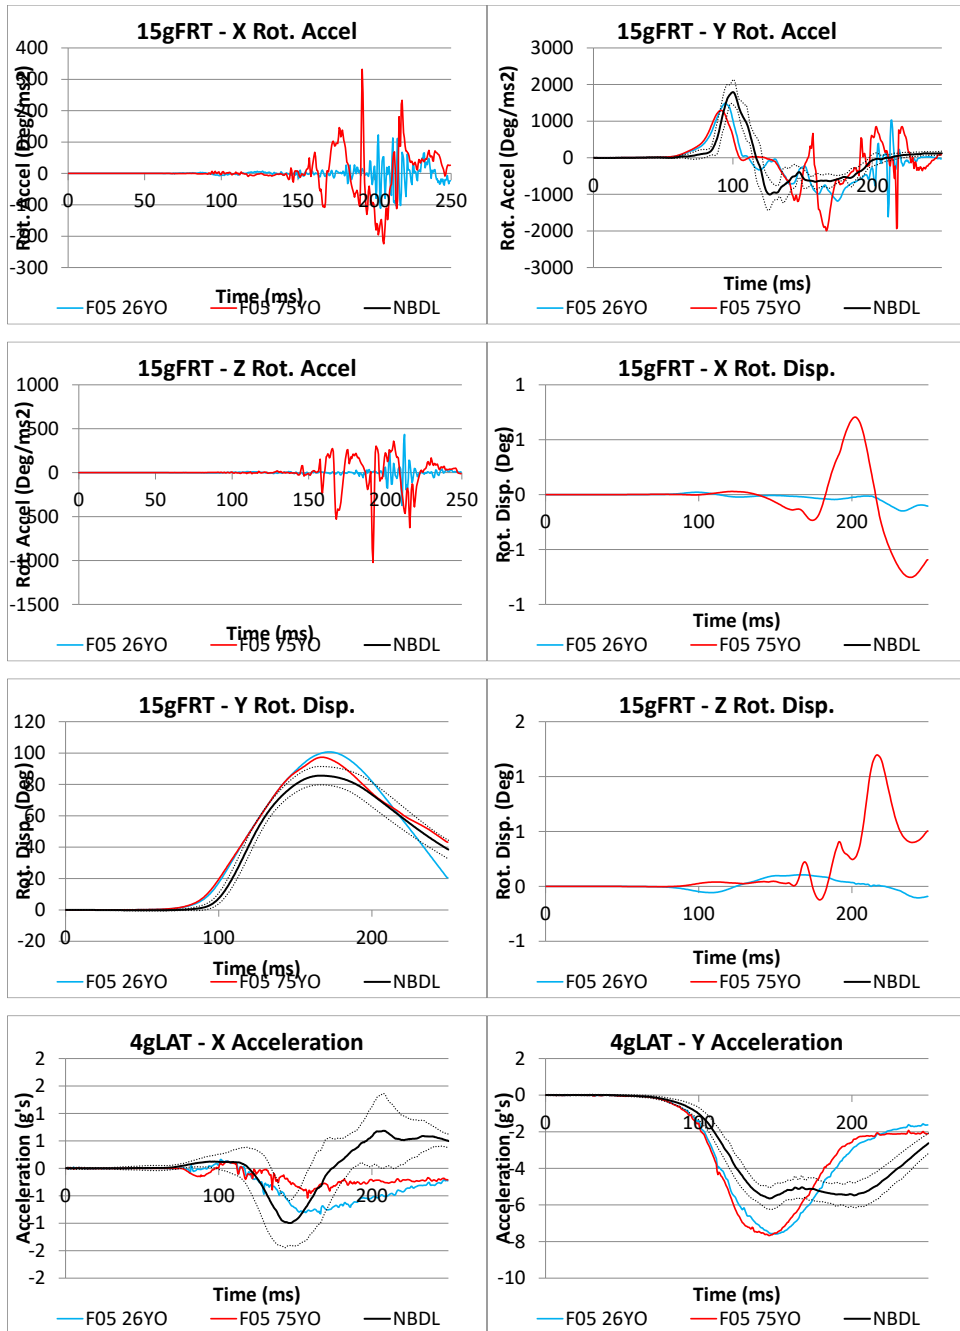 15gFRT - X Rot. Accel
Rot. Accel (Deg/ms2)
400
300
200
100
0
-100
-200
-300
0 50 100 150 200 250
Time (ms)
F05 26YO F05 75YO NBDL
15gFRT - Y Rot. Accel
Rot. Accel (Deg/ms2)
3000
2000
1000
0
-1000
-2000
-3000
0 100 200
Time (ms)
F05 26YO F05 75YO NBDL
15gFRT - Z Rot. Accel
Rot. Accel (Deg/ms2)
1000
500
0
-500
-1000
-1500
0 50 100 150 200 250
Time (ms)
F05 26YO F05 75YO NBDL
15gFRT - X Rot. Disp.
Rot. Disp. (Deg)
1
1
0
-1
-1
0 100 200
Time (ms)
F05 26YO F05 75YO NBDL
15gFRT - Y Rot. Disp.
Rot. Disp. (Deg)
120
100
80
60
40
20
0
-20
0 100 200
Time (ms)
F05 26YO F05 75YO NBDL
15gFRT - Z Rot. Disp.
Rot. Disp. (Deg)
2
1
1
0
-1
0 100 200
Time (ms)
F05 26YO F05 75YO NBDL
4gLAT - X Acceleration
Acceleration (g's)
2
2
1
1
0
-1
-1
-2
-2
0 100 200
Time (ms)
F05 26YO F05 75YO NBDL
4gLAT - Y Acceleration
Acceleration (g's)
0
-2
-4
-6
-8
-10
0 100 200
Time (ms)
F05 26YO F05 75YO NBDL